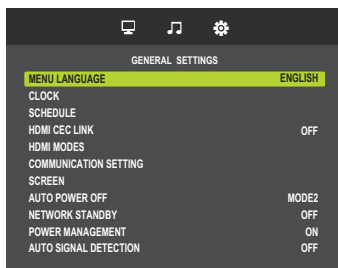 GENERAL SETTINGS
MENU LANGUAGE ENGLISH
CLOCK
SCHEDULE
HDMI CEC LINK OFF
HDMI MODES
COMMUNICATION SETTING
SCREEN
AUTO POWER OFF MODE2
NETWORK STANDBY OFF
POWER MANAGEMENT ON
AUTO SIGNAL DETECTION OFF